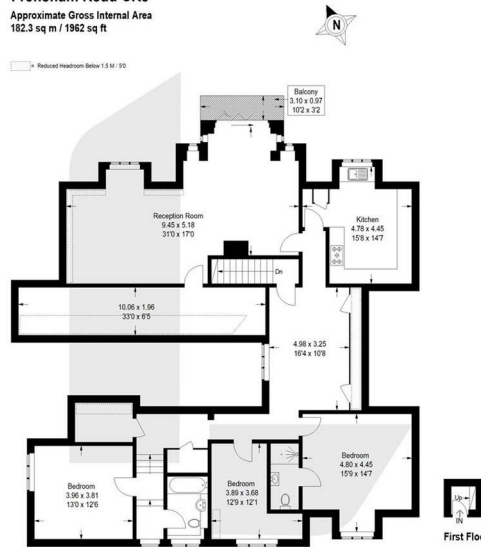 Approximate Gross Internal Area
182.3 sq m / 1962 sq ft
N
= Reduced Headroom Below 1.5 M / 5'0
Balcony
3.10 x 0.97
10'2 x 3'2
Reception Room
9.45 x 5.18
31'0 x 17'0
Kitchen
4.78 x 4.45
15'8 x 14'7
Dn
10.06 x 1.96
33'0 x 6'5
4.98 x 3.25
16'4 x 10'8
Bedroom
3.96 x 3.81
13'0 x 12'6
Bedroom
3.89 x 3.68
12'9 x 12'1
Bedroom
4.80 x 4.45
15'9 x 14'7
Up
IN
First Floo